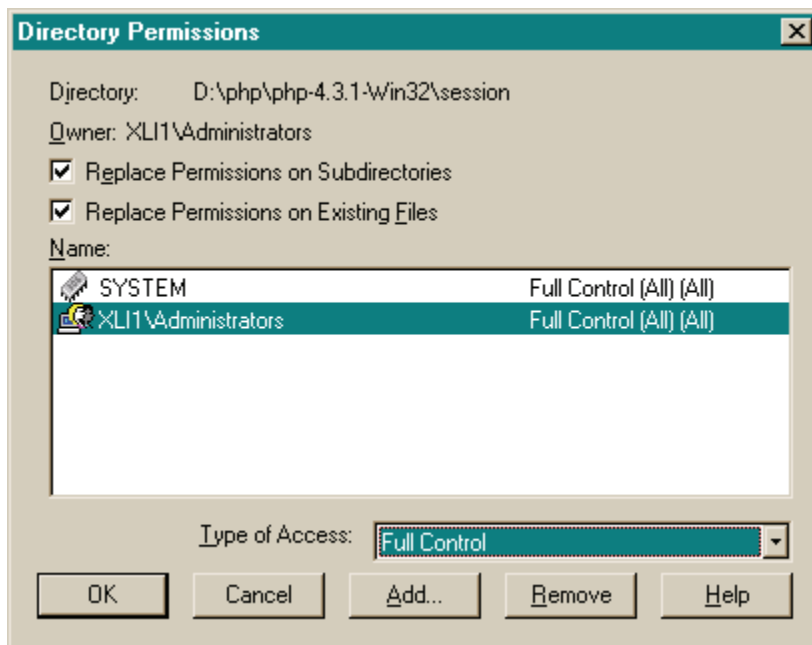 Directory Permissions
Directory: D:\php\php-4.3.1-Win32\session
Owner: XLI1\Administrators
Replace Permissions on Subdirectories
Replace Permissions on Existing Files
Name:
SYSTEM Full Control (All) (All)
XLI1\Administrators Full Control (All) (All)
Type of Access: Full Control
OK Cancel Add... Remove Help